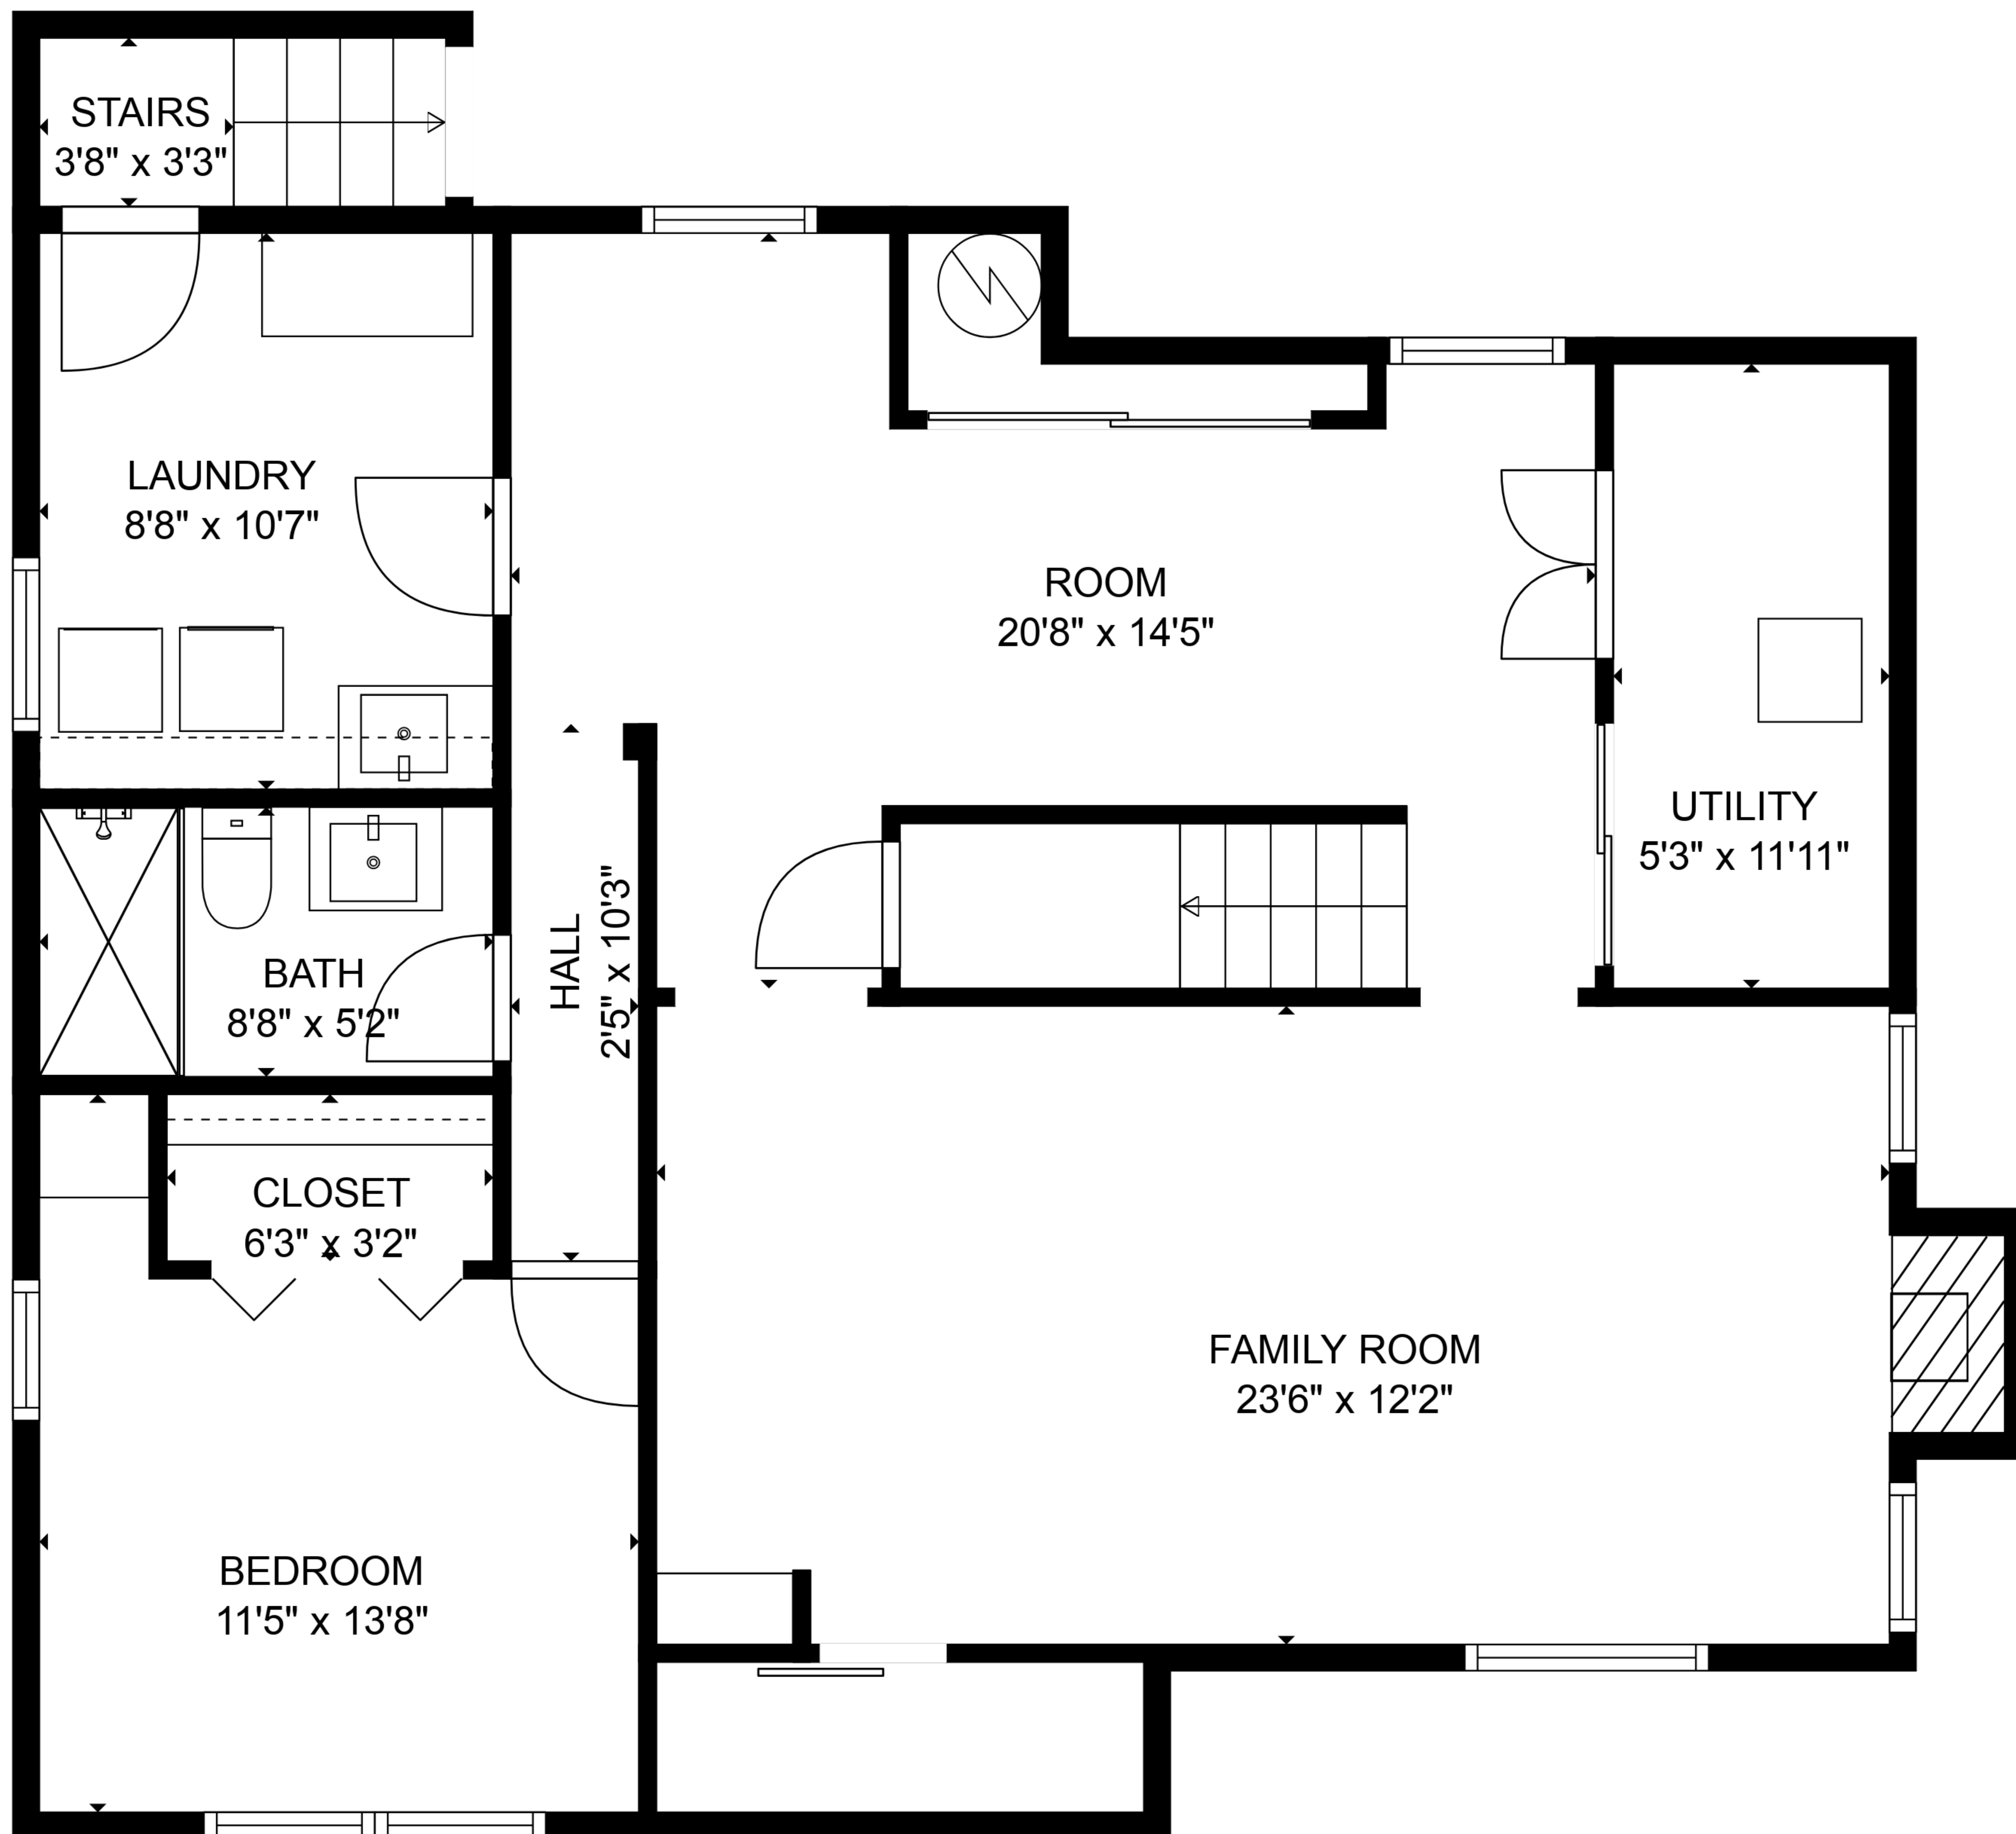 STAIRS
3'8" x 3'3"
LAUNDRY
8'8" x 10'7"
ROOM
20'8" x 14'5"
UTILITY
5'3" x 11'11"
HALL
2'5" x 10'3"
BATH
8'8" x 5'2"
CLOSET
6'3" x 3'2"
FAMILY ROOM
23'6" x 12'2"
BEDROOM
11'5" x 13'8"